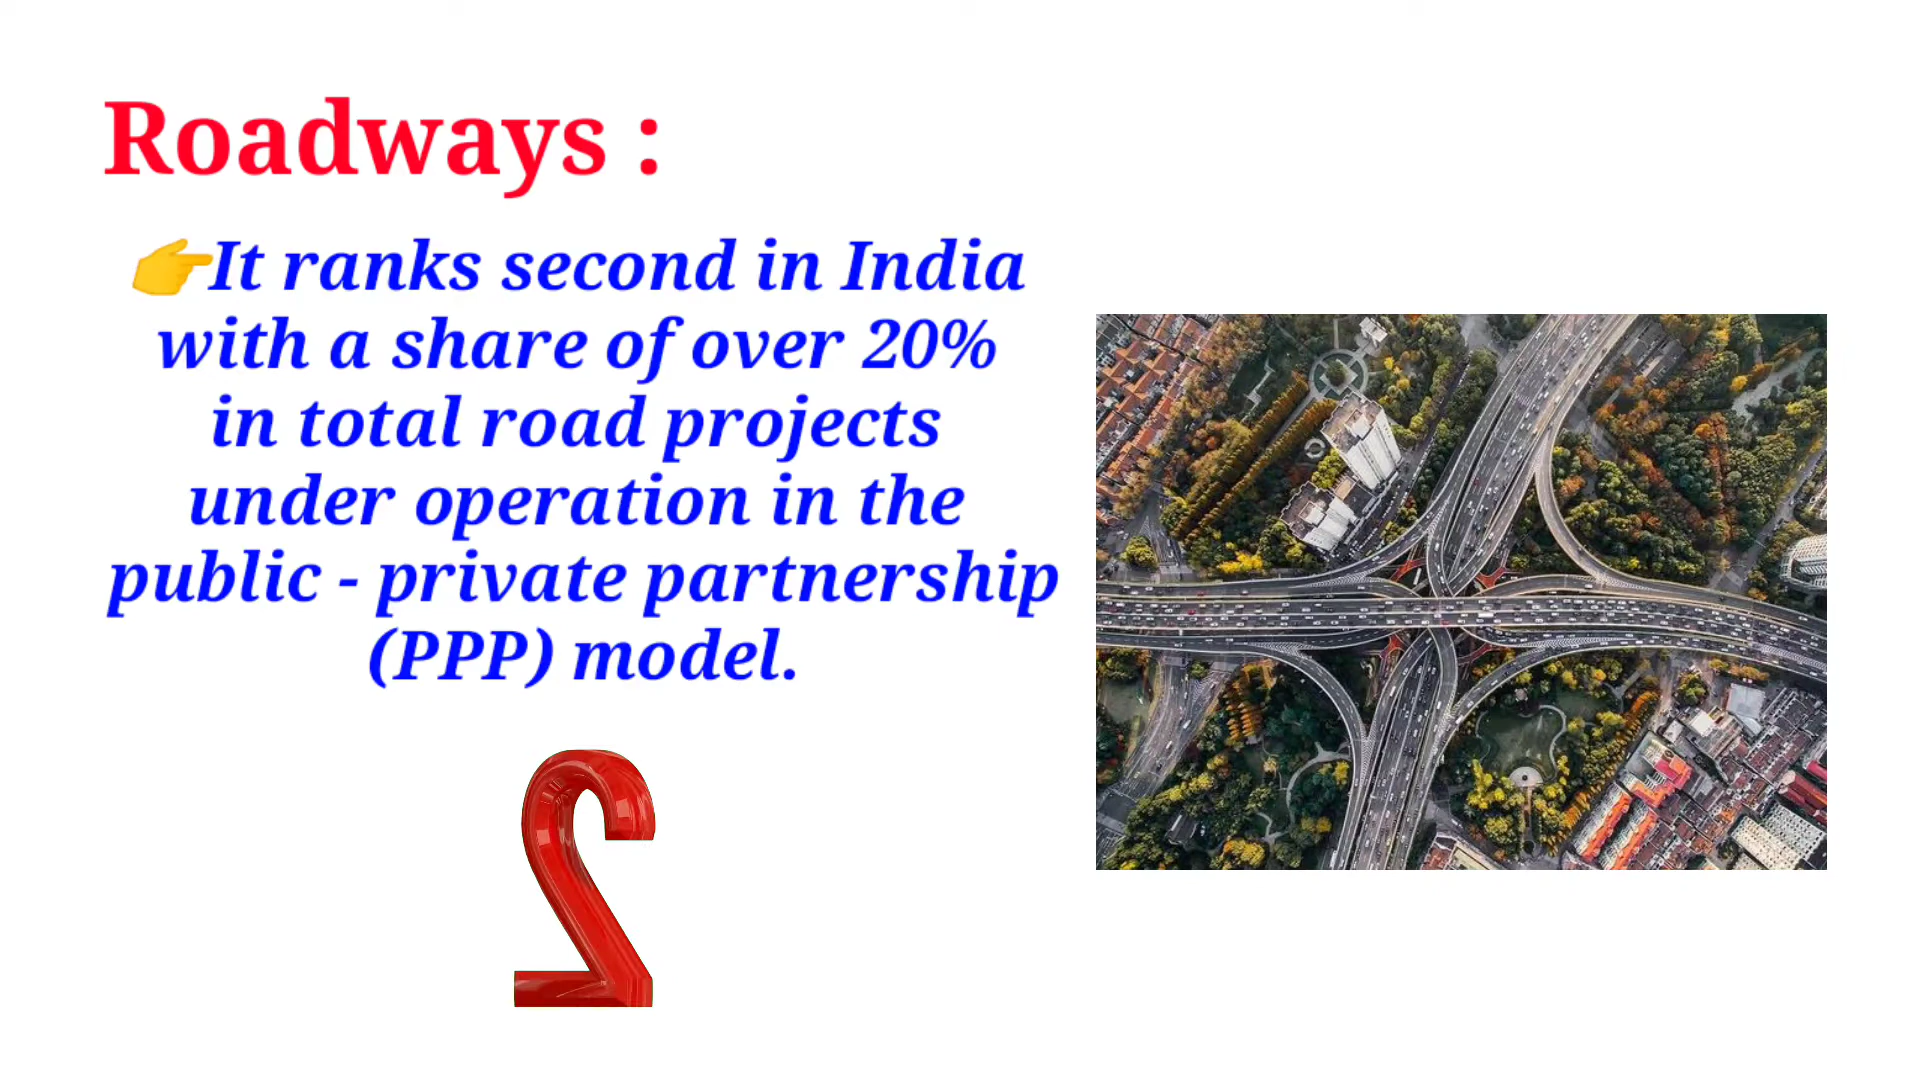 Roadways :
👉It ranks second in India
with a share of over 20%
in total road projects
under operation in the
public - private partnership
(PPP) model.
2